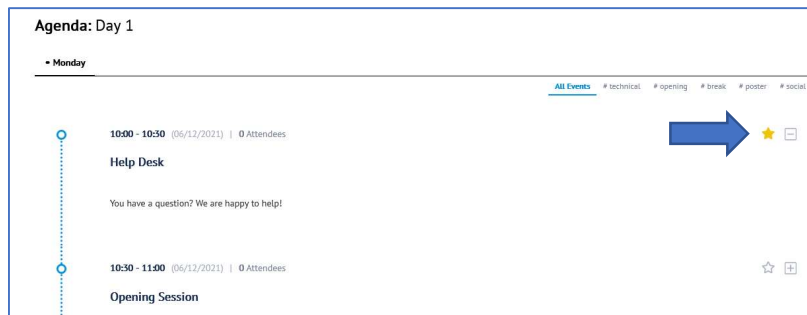 Agenda: Day 1
• Monday
All Events # technical # opening # break # poster # social
10:00 - 10:30 (06/12/2021) | 0 Attendees
Help Desk
You have a question? We are happy to help!
10:30 - 11:00 (06/12/2021) | 0 Attendees
Opening Session